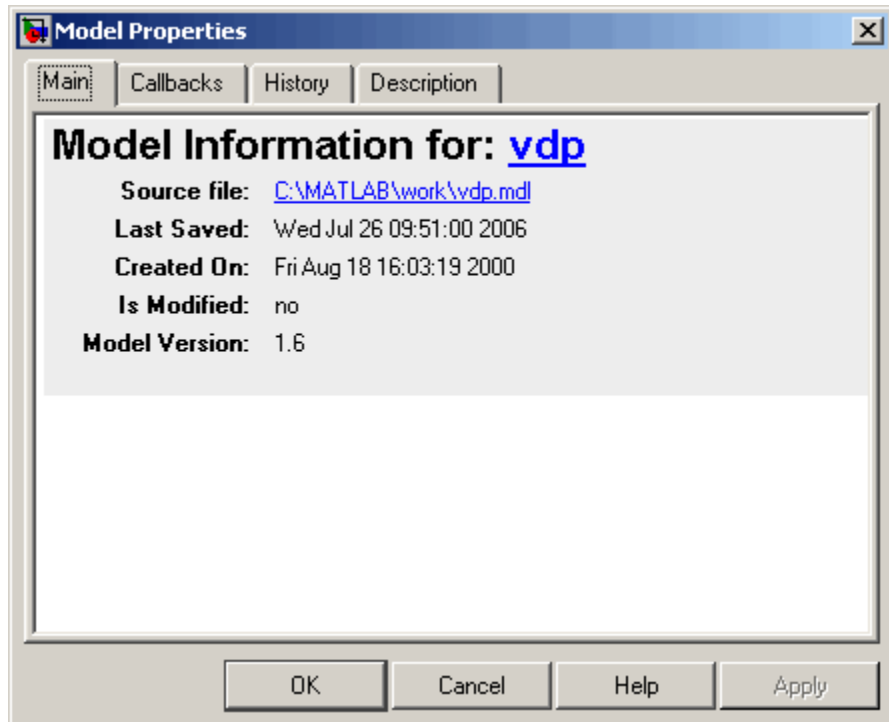 Model Properties
Main Callbacks History Description
Model Information for: vdp
Source file: C:\MATLAB\work\vdp.mdl
Last Saved: Wed Jul 26 09:51:00 2006
Created On: Fri Aug 18 16:03:19 2000
Is Modified: no
Model Version: 1.6
OK Cancel Help Apply